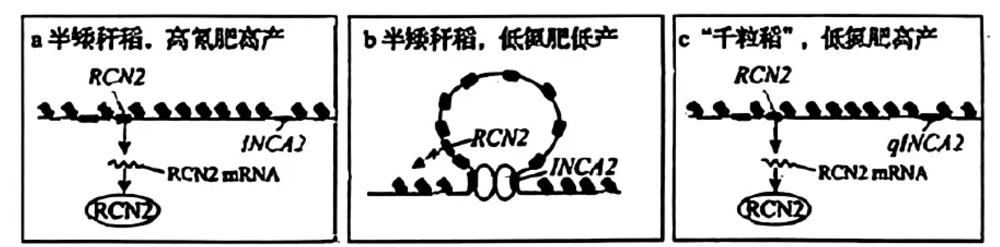 a 半矮秆稻，高氮肥高产
RCN2
INCA2
RCN2 mRNA
RCN2
b 半矮秆稻，低氮肥低产
RCN2
INCA2
c “千粒稻”，低氮肥高产
RCN2
qINCA2
RCN2 mRNA
RCN2